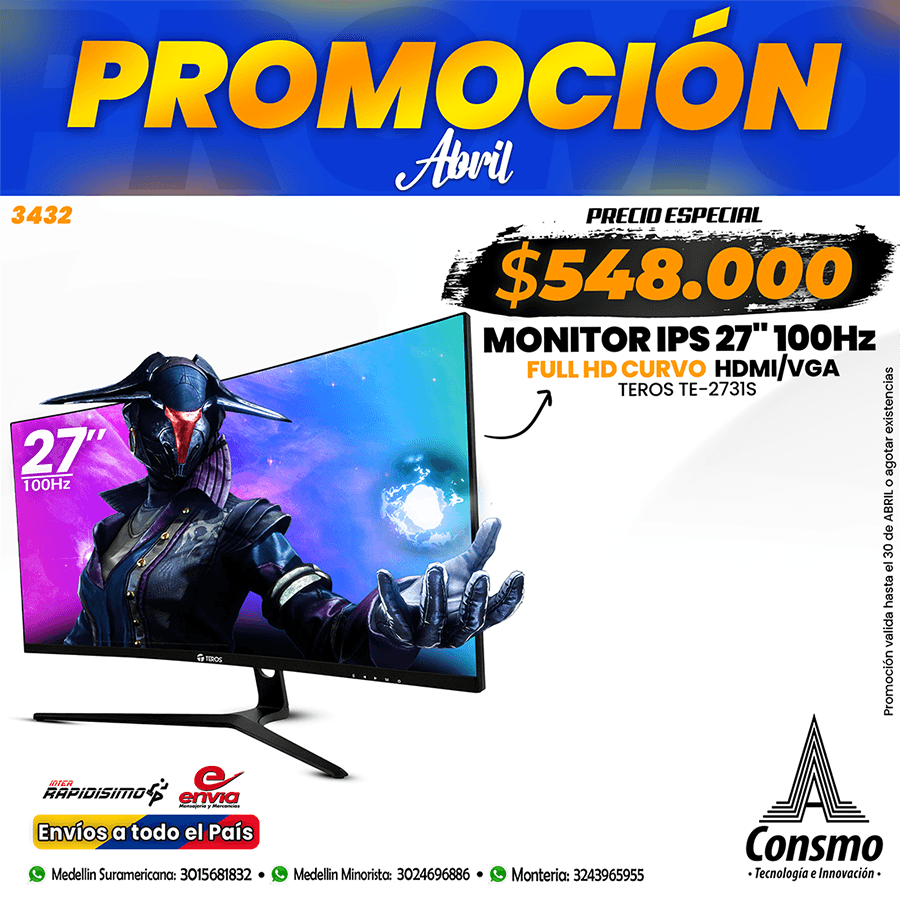 PROMOCIÓN
Abril
3432
PRECIO ESPECIAL
$548.000
MONITOR IPS 27" 100Hz
FULL HD CURVO HDMI/VGA
TEROS TE-2731S
27"
100Hz
TEROS
Promoción valida hasta el 30 de ABRIL o agotar existencias
INTER
RAPIDISIMO
e
envía
Mensajería y Mercancías
Envíos a todo el País
Consmo
• Tecnología e Innovación •
Medellin Suramericana: 3015681832 • Medellin Minorista: 3024696886 • Monteria: 3243965955